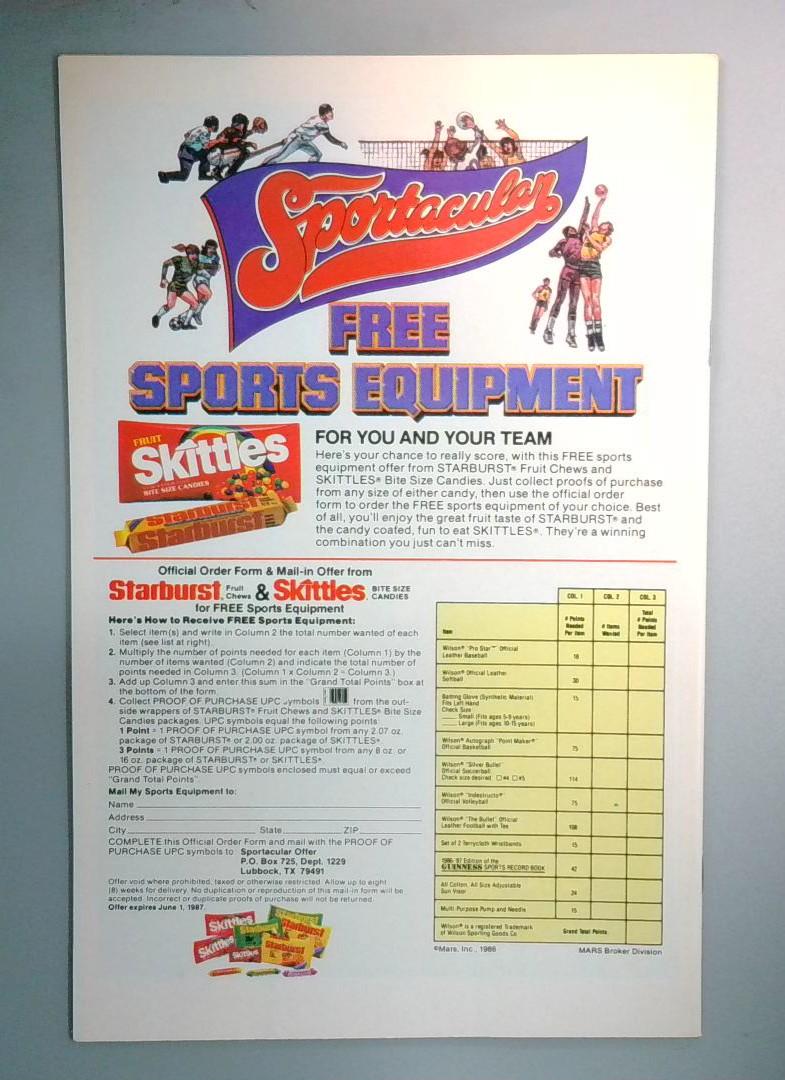 Sportacular
FREE
SPORTS EQUIPMENT
FRUIT
Skittles
BITE SIZE CANDIES
Starburst
Starburst
FOR YOU AND YOUR TEAM
Here's your chance to really score, with this FREE sports
equipment offer from STARBURST® Fruit Chews and
SKITTLES® Bite Size Candies. Just collect proofs of purchase
from any size of either candy, then use the official order
form to order the FREE sports equipment of your choice. Best
of all, you'll enjoy the great fruit taste of STARBURST® and
the candy coated, fun to eat SKITTLES®. They're a winning
combination you just can't miss.
Official Order Form & Mail-in Offer from
Starburst Fruit Chews & Skittles BITE SIZE CANDIES
for FREE Sports Equipment
Here's How to Receive FREE Sports Equipment:
1. Select item(s) and write in Column 2 the total number wanted of each
item (see list at right).
2. Multiply the number of points needed for each item (Column 1) by the
number of items wanted (Column 2) and indicate the total number of
points needed in Column 3. (Column 1 x Column 2 = Column 3.)
3. Add up Column 3 and enter this sum in the "Grand Total Points" box at
the bottom of the form.
4. Collect PROOF OF PURCHASE UPC symbols from the out-
side wrappers of STARBURST® Fruit Chews and SKITTLES® Bite Size
Candies packages. UPC symbols equal the following points:
1 Point = 1 PROOF OF PURCHASE UPC symbol from any 2.07 oz.
package of STARBURST® or 2.00 oz. package of SKITTLES®.
3 Points = 1 PROOF OF PURCHASE UPC symbol from any 8 oz. or
16 oz. package of STARBURST® or SKITTLES®.
PROOF OF PURCHASE UPC symbols enclosed must equal or exceed
"Grand Total Points".
Mail My Sports Equipment to:
Name
Address
City State ZIP
COMPLETE this Official Order Form and mail with the PROOF OF
PURCHASE UPC symbols to: Sportacular Offer
P.O. Box 725, Dept. 1229
Lubbock, TX 79491
Offer void where prohibited, taxed or otherwise restricted. Allow up to eight
(8) weeks for delivery. No duplication or reproduction of this mail-in form will be
accepted. Incorrect or duplicate proofs of purchase will not be returned.
Offer expires June 1, 1987.
Skittles
Starburst
Skittles
Starburst
Skittles
COL. 1 COL. 2 COL. 3
Item # Points Needed Per Item # Items Wanted Total # Points Needed Per Item
Wilson® "Pro Star™" Official
Leather Baseball 18
Wilson® Official Leather
Softball 30
Batting Glove (Synthetic Material) 15
Fits Left Hand
Check Size
Small (Fits ages 5-9 years)
Large (Fits ages 10-15 years)
Wilson® Autograph "Point Maker®"
Official Basketball 75
Wilson® "Silver Bullet"
Official Soccerball
Check size desired #4 #5 114
Wilson® "Indestructo®"
Official Volleyball 75
Wilson® "The Bullet" Official
Leather Football with Tee 108
Set of 2 Terrycloth Wristbands 15
1986-'87 Edition of the
GUINNESS SPORTS RECORD BOOK 42
All Cotton, All Size Adjustable
Sun Visor 24
Multi-Purpose Pump and Needle 15
Wilson® is a registered Trademark
of Wilson Sporting Goods Co. Grand Total Points
©Mars, Inc., 1986 MARS Broker Division